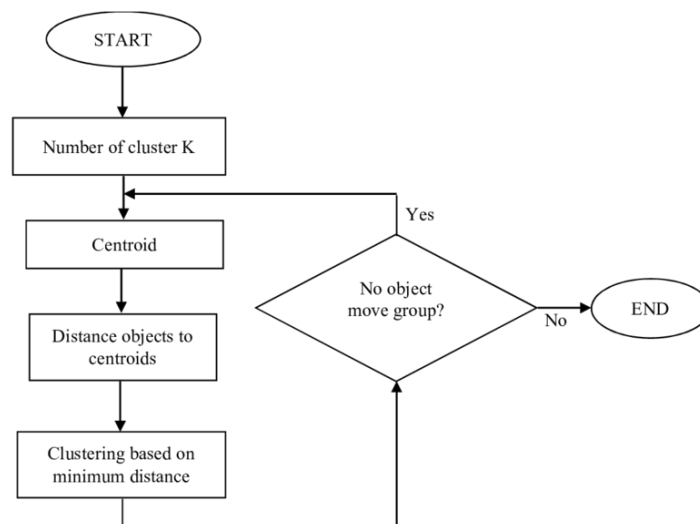 START
Number of cluster K
Centroid
Distance objects to
centroids
Clustering based on
minimum distance
No object
move group?
Yes
No
END